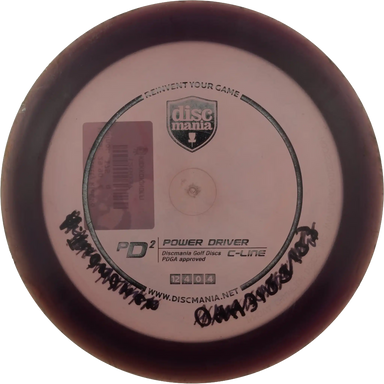 REINVENT YOUR GAME
disc
mania
PD² POWER DRIVER
Discmania Golf Discs C-LINE
PDGA approved
12 4 0 4
WWW.DISCMANIA.NET